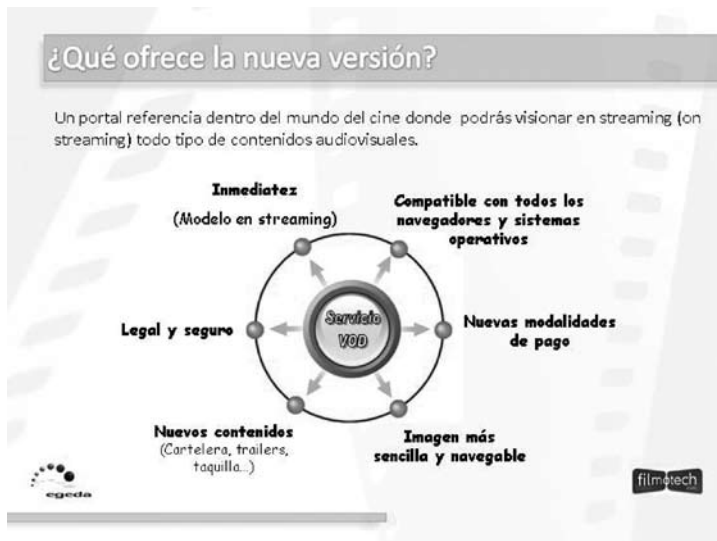 ¿Qué ofrece la nueva versión?
Un portal referencia dentro del mundo del cine donde podrás visionar en streaming (on
streaming) todo tipo de contenidos audiovisuales.
Inmediatez
(Modelo en streaming)
Compatible con todos los
navegadores y sistemas
operativos
Legal y seguro
Servicio
VOD
Nuevas modalidades
de pago
Nuevos contenidos
(Cartelera, trailers,
taquilla...)
Imagen más
sencilla y navegable
egeda
filmotech